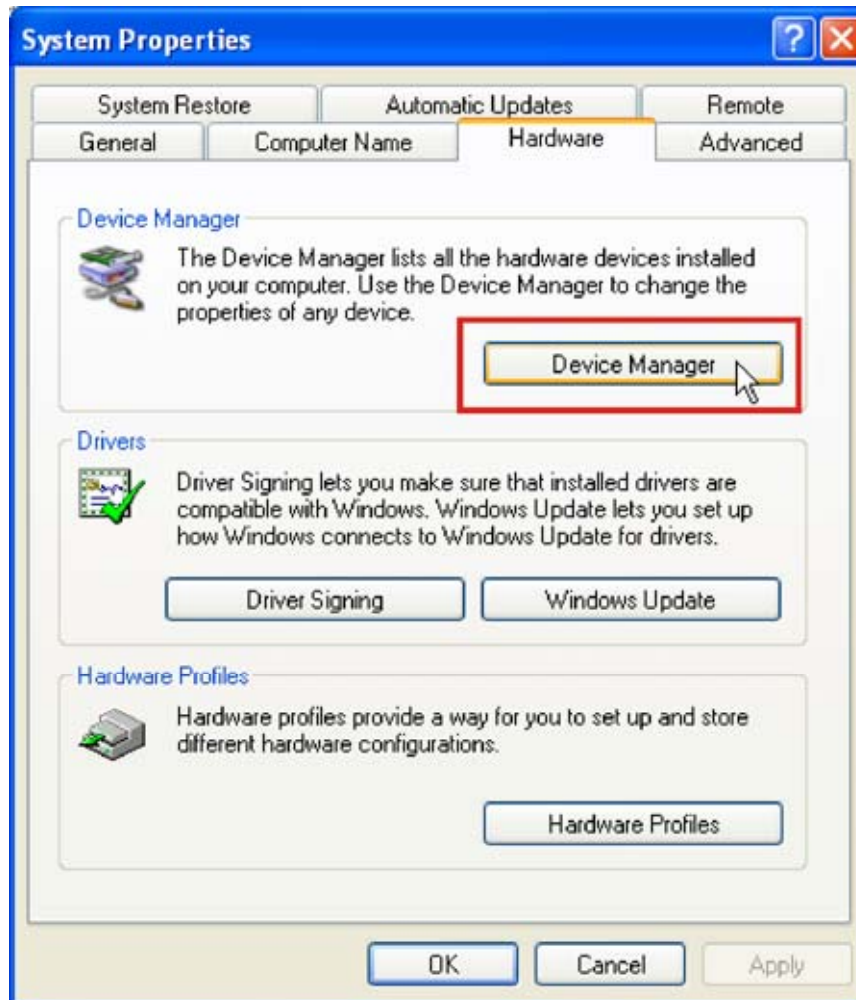 System Properties
System Restore
Automatic Updates
Remote
General
Computer Name
Hardware
Advanced
Device Manager
The Device Manager lists all the hardware devices installed
on your computer. Use the Device Manager to change the
properties of any device.
Device Manager
Drivers
Driver Signing lets you make sure that installed drivers are
compatible with Windows. Windows Update lets you set up
how Windows connects to Windows Update for drivers.
Driver Signing
Windows Update
Hardware Profiles
Hardware profiles provide a way for you to set up and store
different hardware configurations.
Hardware Profiles
OK
Cancel
Apply